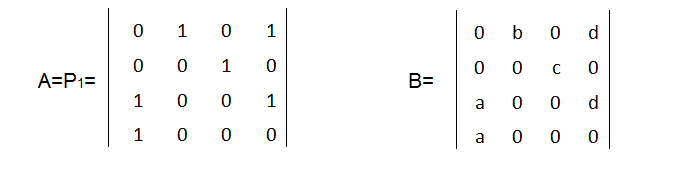 0 1 0 1
0 0 1 0
A=P₁=
1 0 0 1
1 0 0 0
0 b 0 d
0 0 c 0
B=
a 0 0 d
a 0 0 0